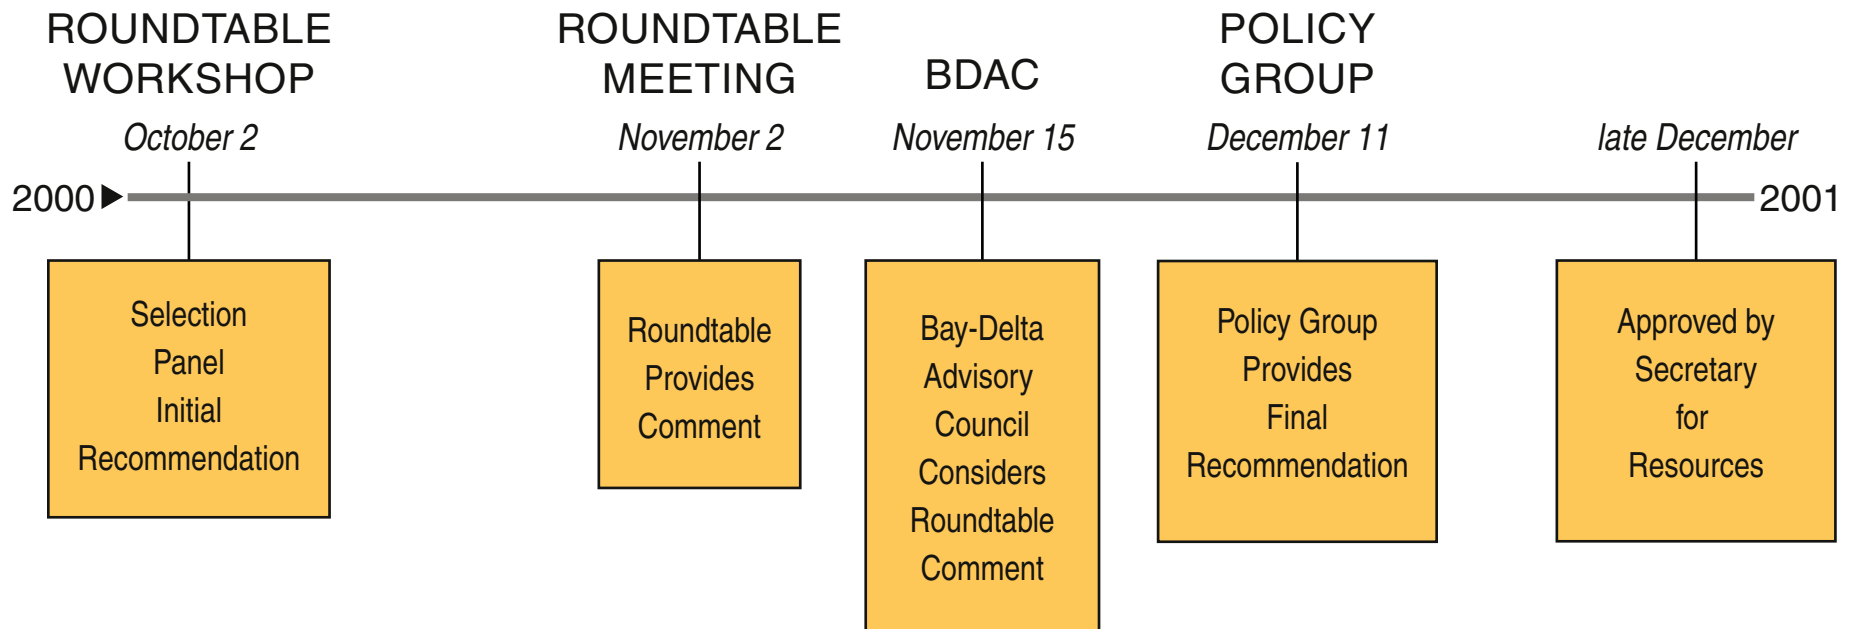 ROUNDTABLE
WORKSHOP
October 2
ROUNDTABLE
MEETING
November 2
BDAC
November 15
POLICY
GROUP
December 11
late December
2000
2001
Selection
Panel
Initial
Recommendation
Roundtable
Provides
Comment
Bay-Delta
Advisory
Council
Considers
Roundtable
Comment
Policy Group
Provides
Final
Recommendation
Approved by
Secretary
for
Resources